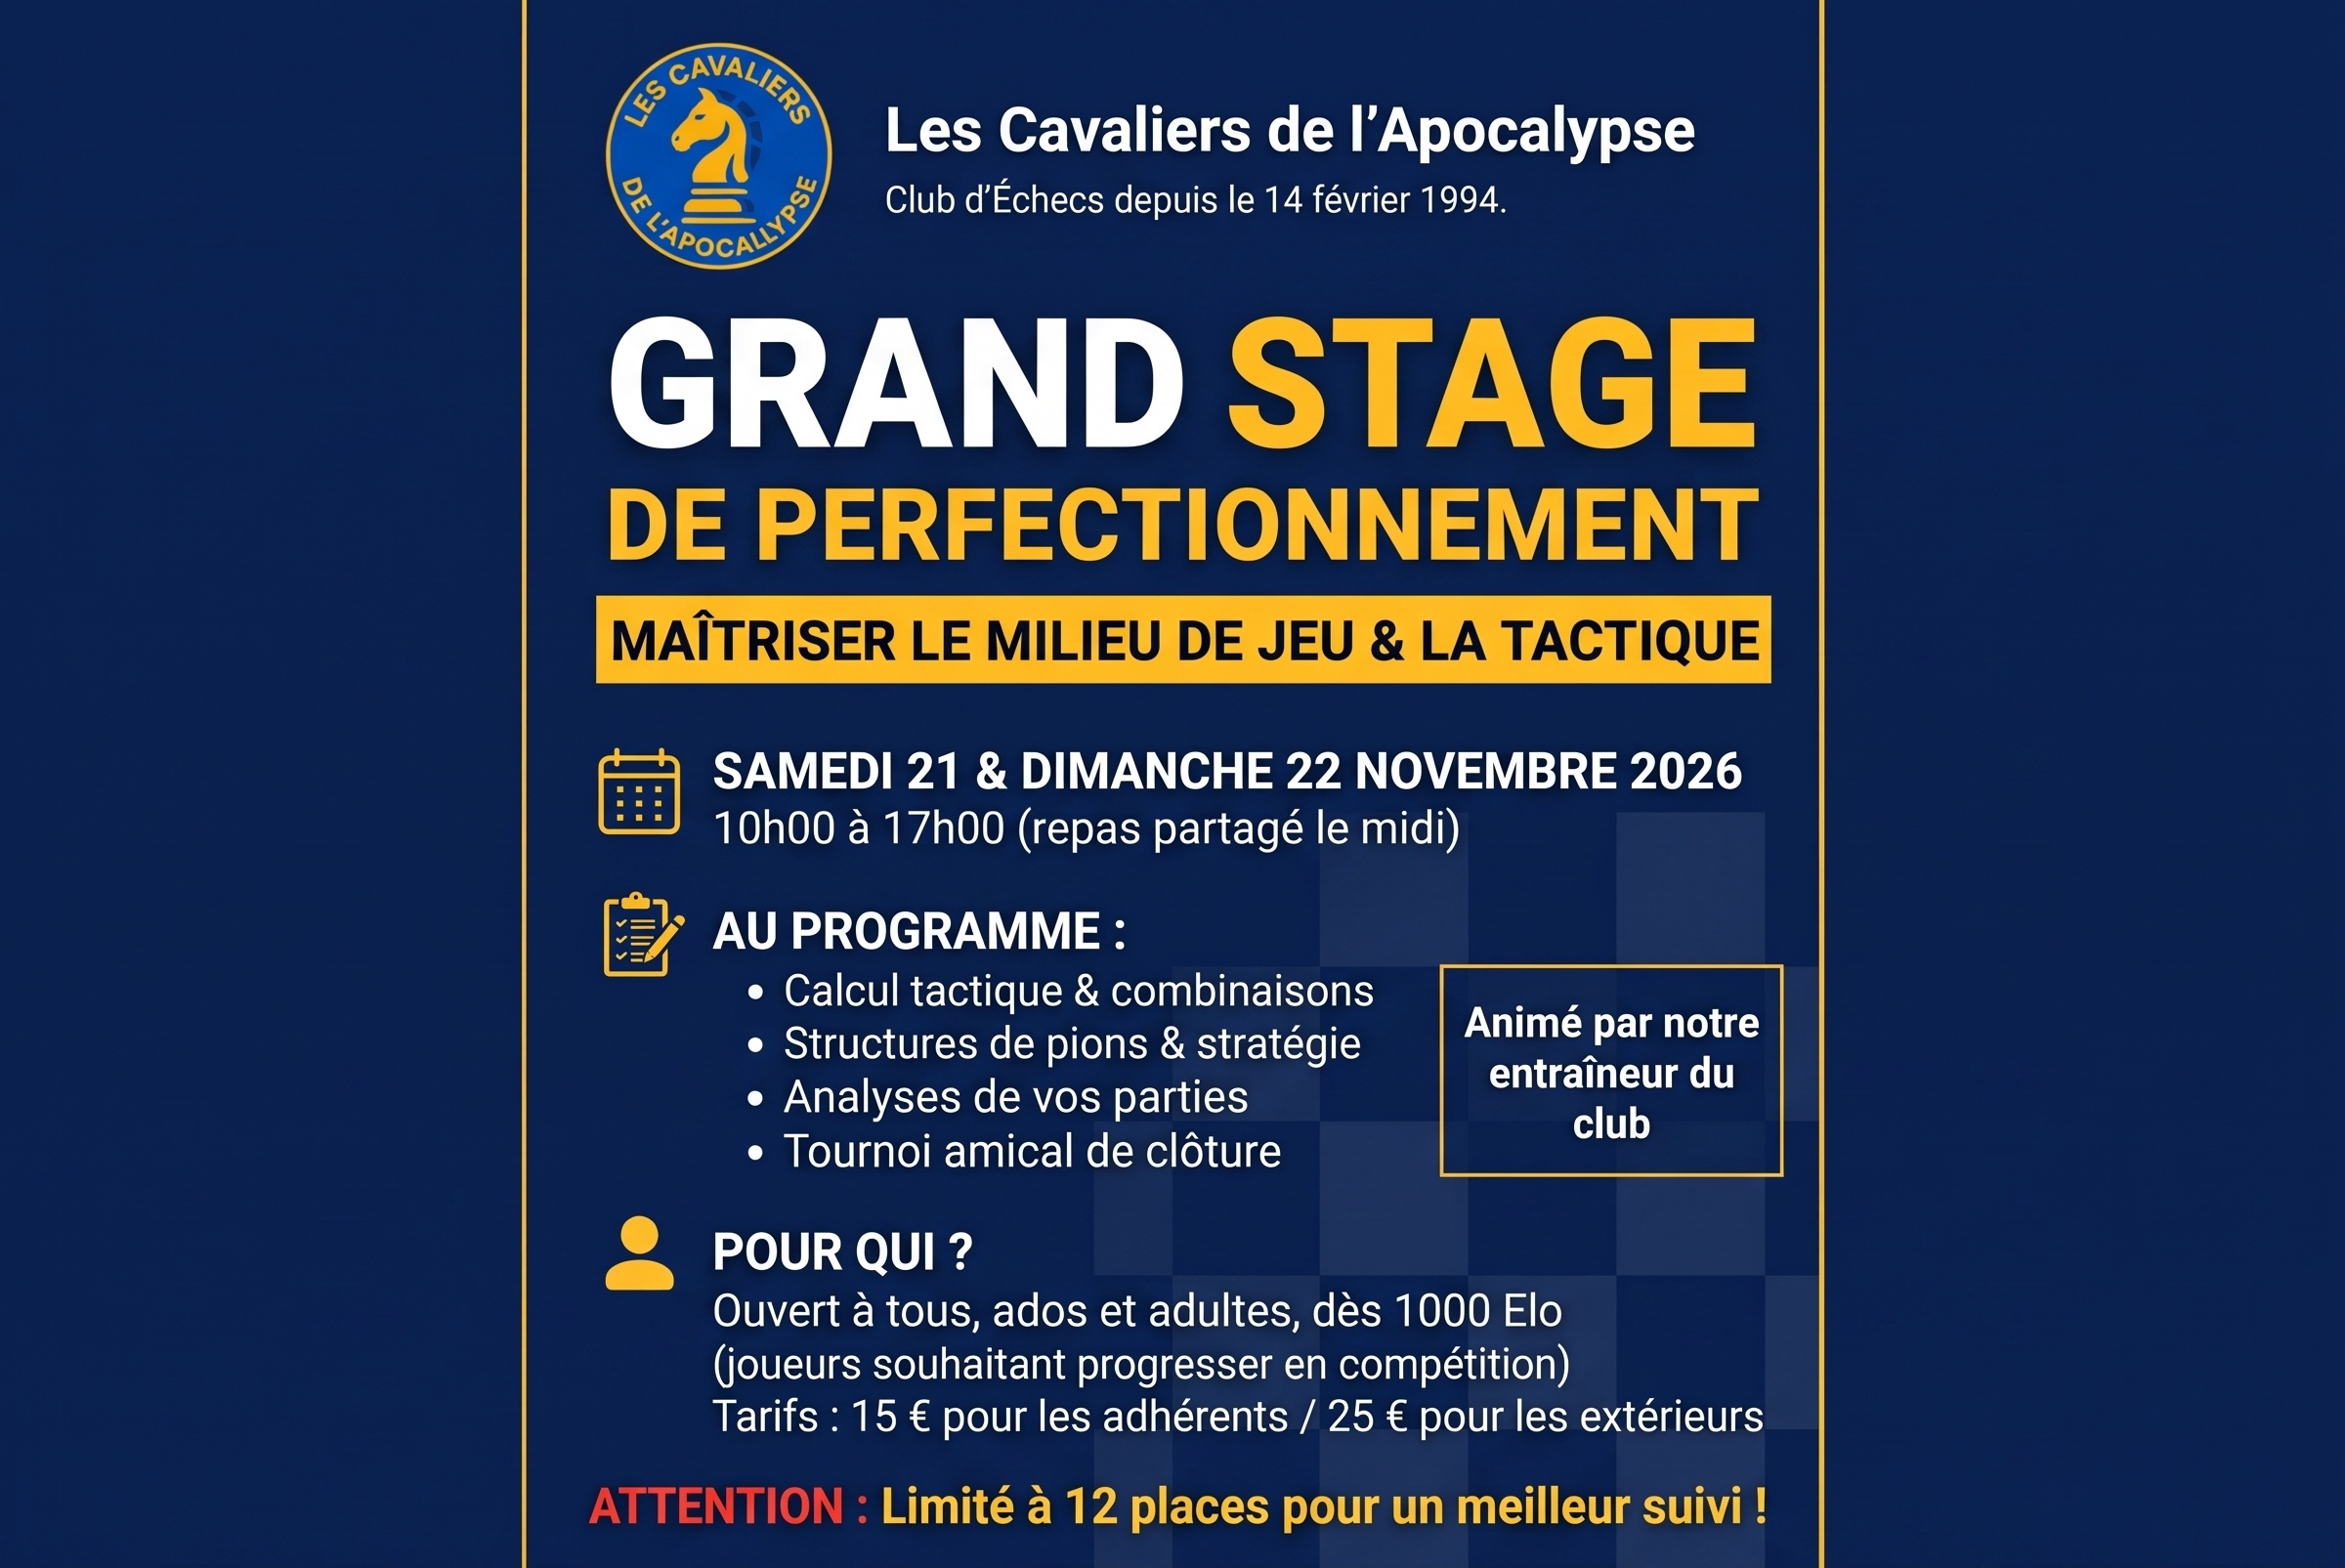 LES CAVALIERS
DE L'APOCALLYPSE
Les Cavaliers de l’Apocalypse
Club d’Échecs depuis le 14 février 1994.
GRAND STAGE
DE PERFECTIONNEMENT
MAÎTRISER LE MILIEU DE JEU & LA TACTIQUE
SAMEDI 21 & DIMANCHE 22 NOVEMBRE 2026
10h00 à 17h00 (repas partagé le midi)
AU PROGRAMME :
• Calcul tactique & combinaisons
• Structures de pions & stratégie
• Analyses de vos parties
• Tournoi amical de clôture
Animé par notre
entraîneur du
club
POUR QUI ?
Ouvert à tous, ados et adultes, dès 1000 Elo
(joueurs souhaitant progresser en compétition)
Tarifs : 15 € pour les adhérents / 25 € pour les extérieurs
ATTENTION : Limité à 12 places pour un meilleur suivi !